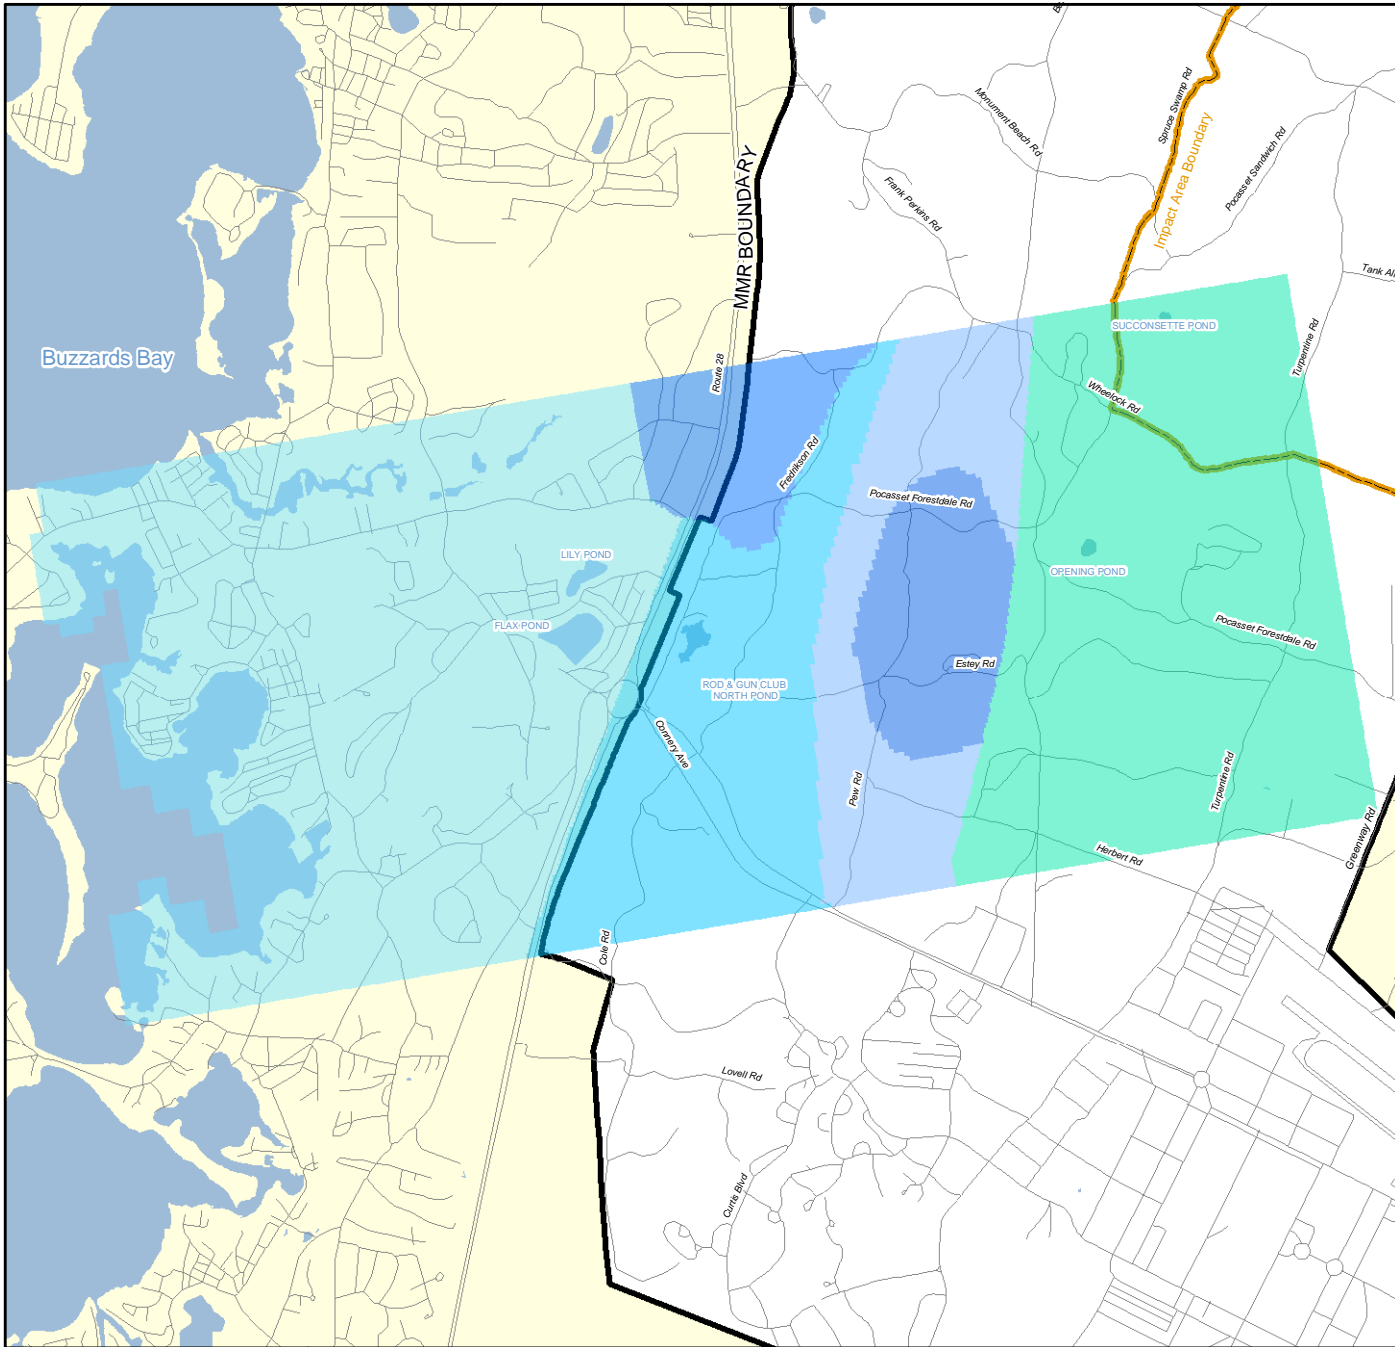 Monument Beach Rd
Spruce Swamp Rd
Impact Area Boundary
Pocasset Sandwich Rd
Frank Perkins Rd
MMR BOUNDARY
Tank Al
SUCCONSETTE POND
Buzzards Bay
Route 28
Turpentine Rd
Wheelock Rd
Fredrikson Rd
Pocasset Forestdale Rd
LILY POND
OPENING POND
FLAX POND
Pocasset Forestdale Rd
Estey Rd
ROD & GUN CLUB
NORTH POND
Connery Ave
Pew Rd
Turpentine Rd
Greenway Rd
Herbert Rd
Cole Rd
Lovell Rd
Curtis Blvd